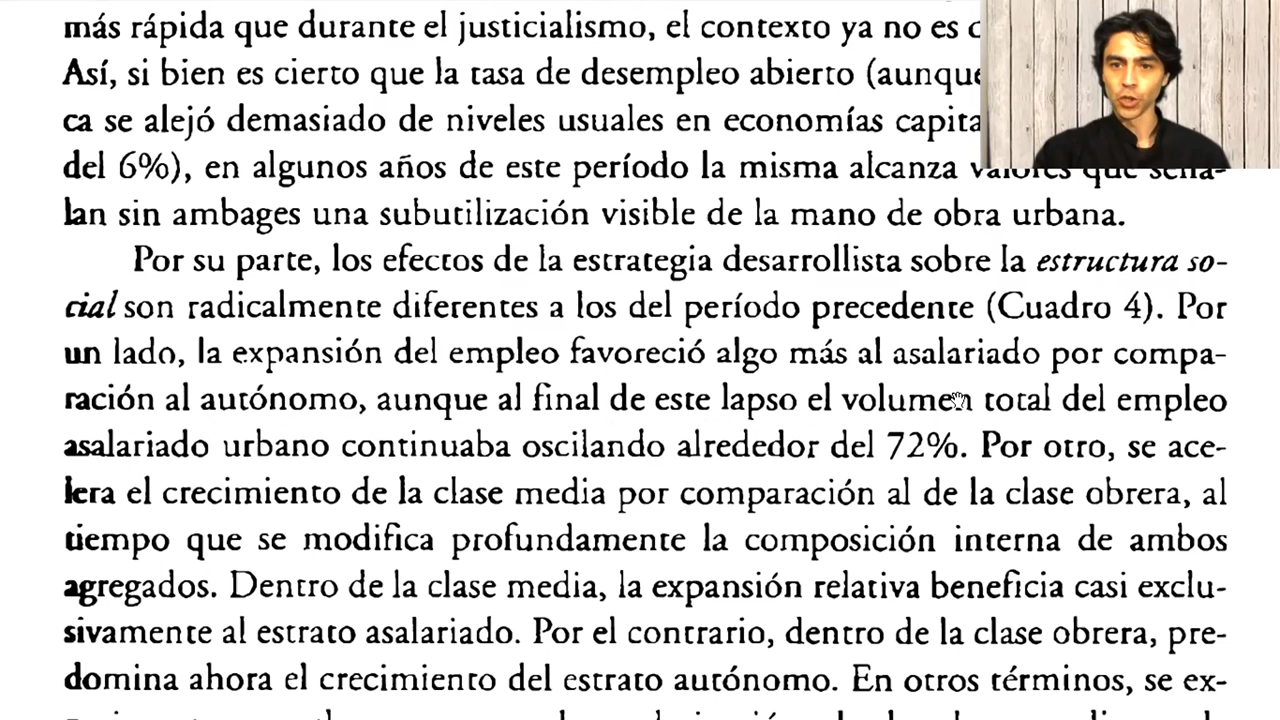 más rápida que durante el justicialismo, el contexto ya no es
Así, si bien es cierto que la tasa de desempleo abierto (aunque
ca se alejó demasiado de niveles usuales en economías capita
del 6%), en algunos años de este período la misma alcanza valores que seña-
lan sin ambages una subutilización visible de la mano de obra urbana.
Por su parte, los efectos de la estrategia desarrollista sobre la estructura so-
cial son radicalmente diferentes a los del período precedente (Cuadro 4). Por
un lado, la expansión del empleo favoreció algo más al asalariado por compa-
ración al autónomo, aunque al final de este lapso el volumen total del empleo
asalariado urbano continuaba oscilando alrededor del 72%. Por otro, se ace-
lera el crecimiento de la clase media por comparación al de la clase obrera, al
tiempo que se modifica profundamente la composición interna de ambos
agregados. Dentro de la clase media, la expansión relativa beneficia casi exclu-
sivamente al estrato asalariado. Por el contrario, dentro de la clase obrera, pre-
domina ahora el crecimiento del estrato autónomo. En otros términos, se ex-